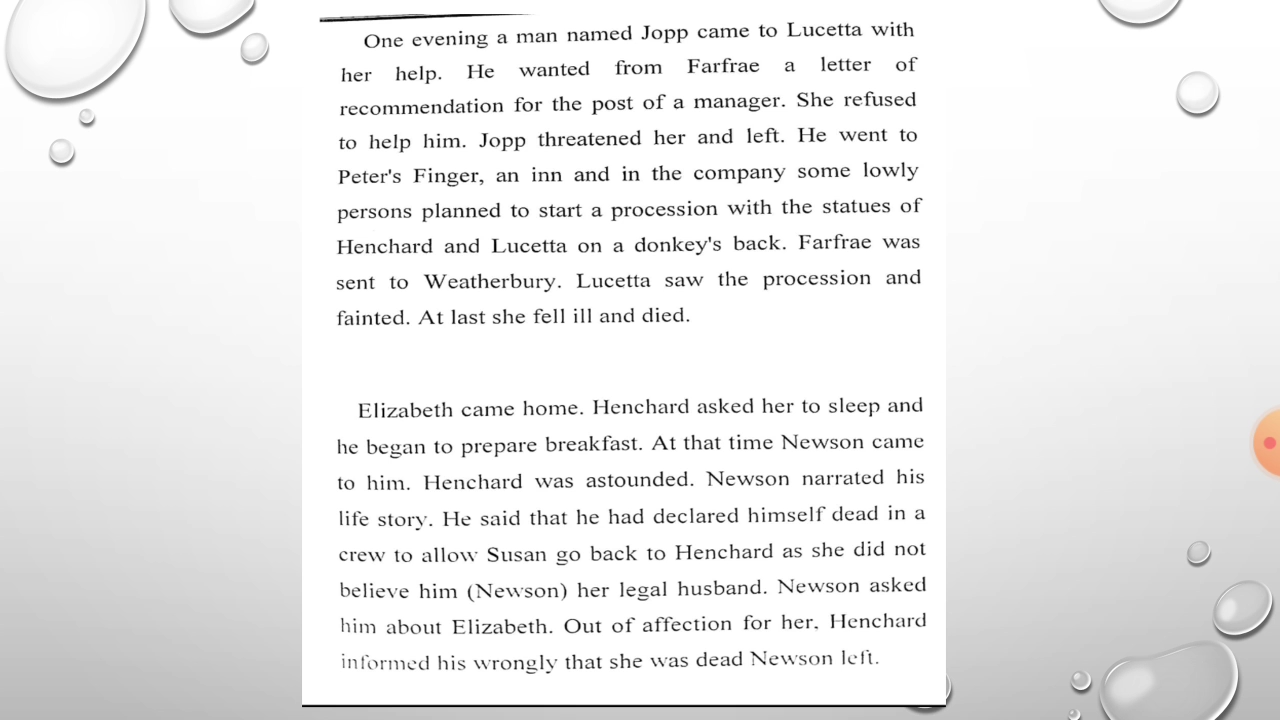 One evening a man named Jopp came to Lucetta with
her help. He wanted from Farfrae a letter of
recommendation for the post of a manager. She refused
to help him. Jopp threatened her and left. He went to
Peter's Finger, an inn and in the company some lowly
persons planned to start a procession with the statues of
Henchard and Lucetta on a donkey's back. Farfrae was
sent to Weatherbury. Lucetta saw the procession and
fainted. At last she fell ill and died.
Elizabeth came home. Henchard asked her to sleep and
he began to prepare breakfast. At that time Newson came
to him. Henchard was astounded. Newson narrated his
life story. He said that he had declared himself dead in a
crew to allow Susan go back to Henchard as she did not
believe him (Newson) her legal husband. Newson asked
him about Elizabeth. Out of affection for her, Henchard
informed his wrongly that she was dead Newson left.